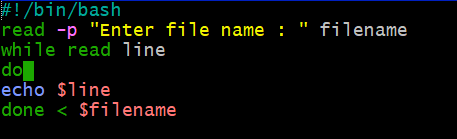 #!/bin/bash
read -p "Enter file name : " filename
while read line
do
echo $line
done < $filename